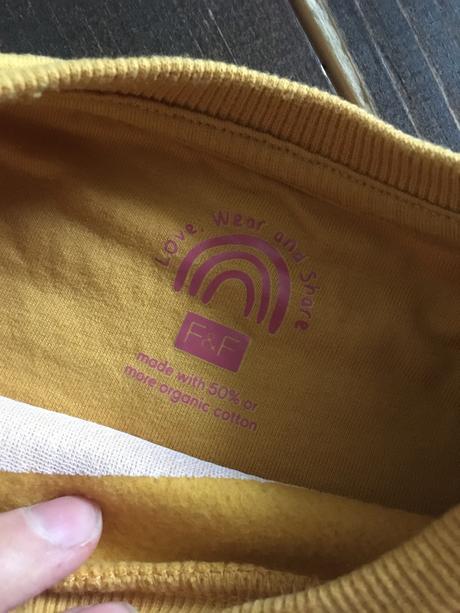 Love, Wear and Share
F&F
made with 50% or
more organic cotton